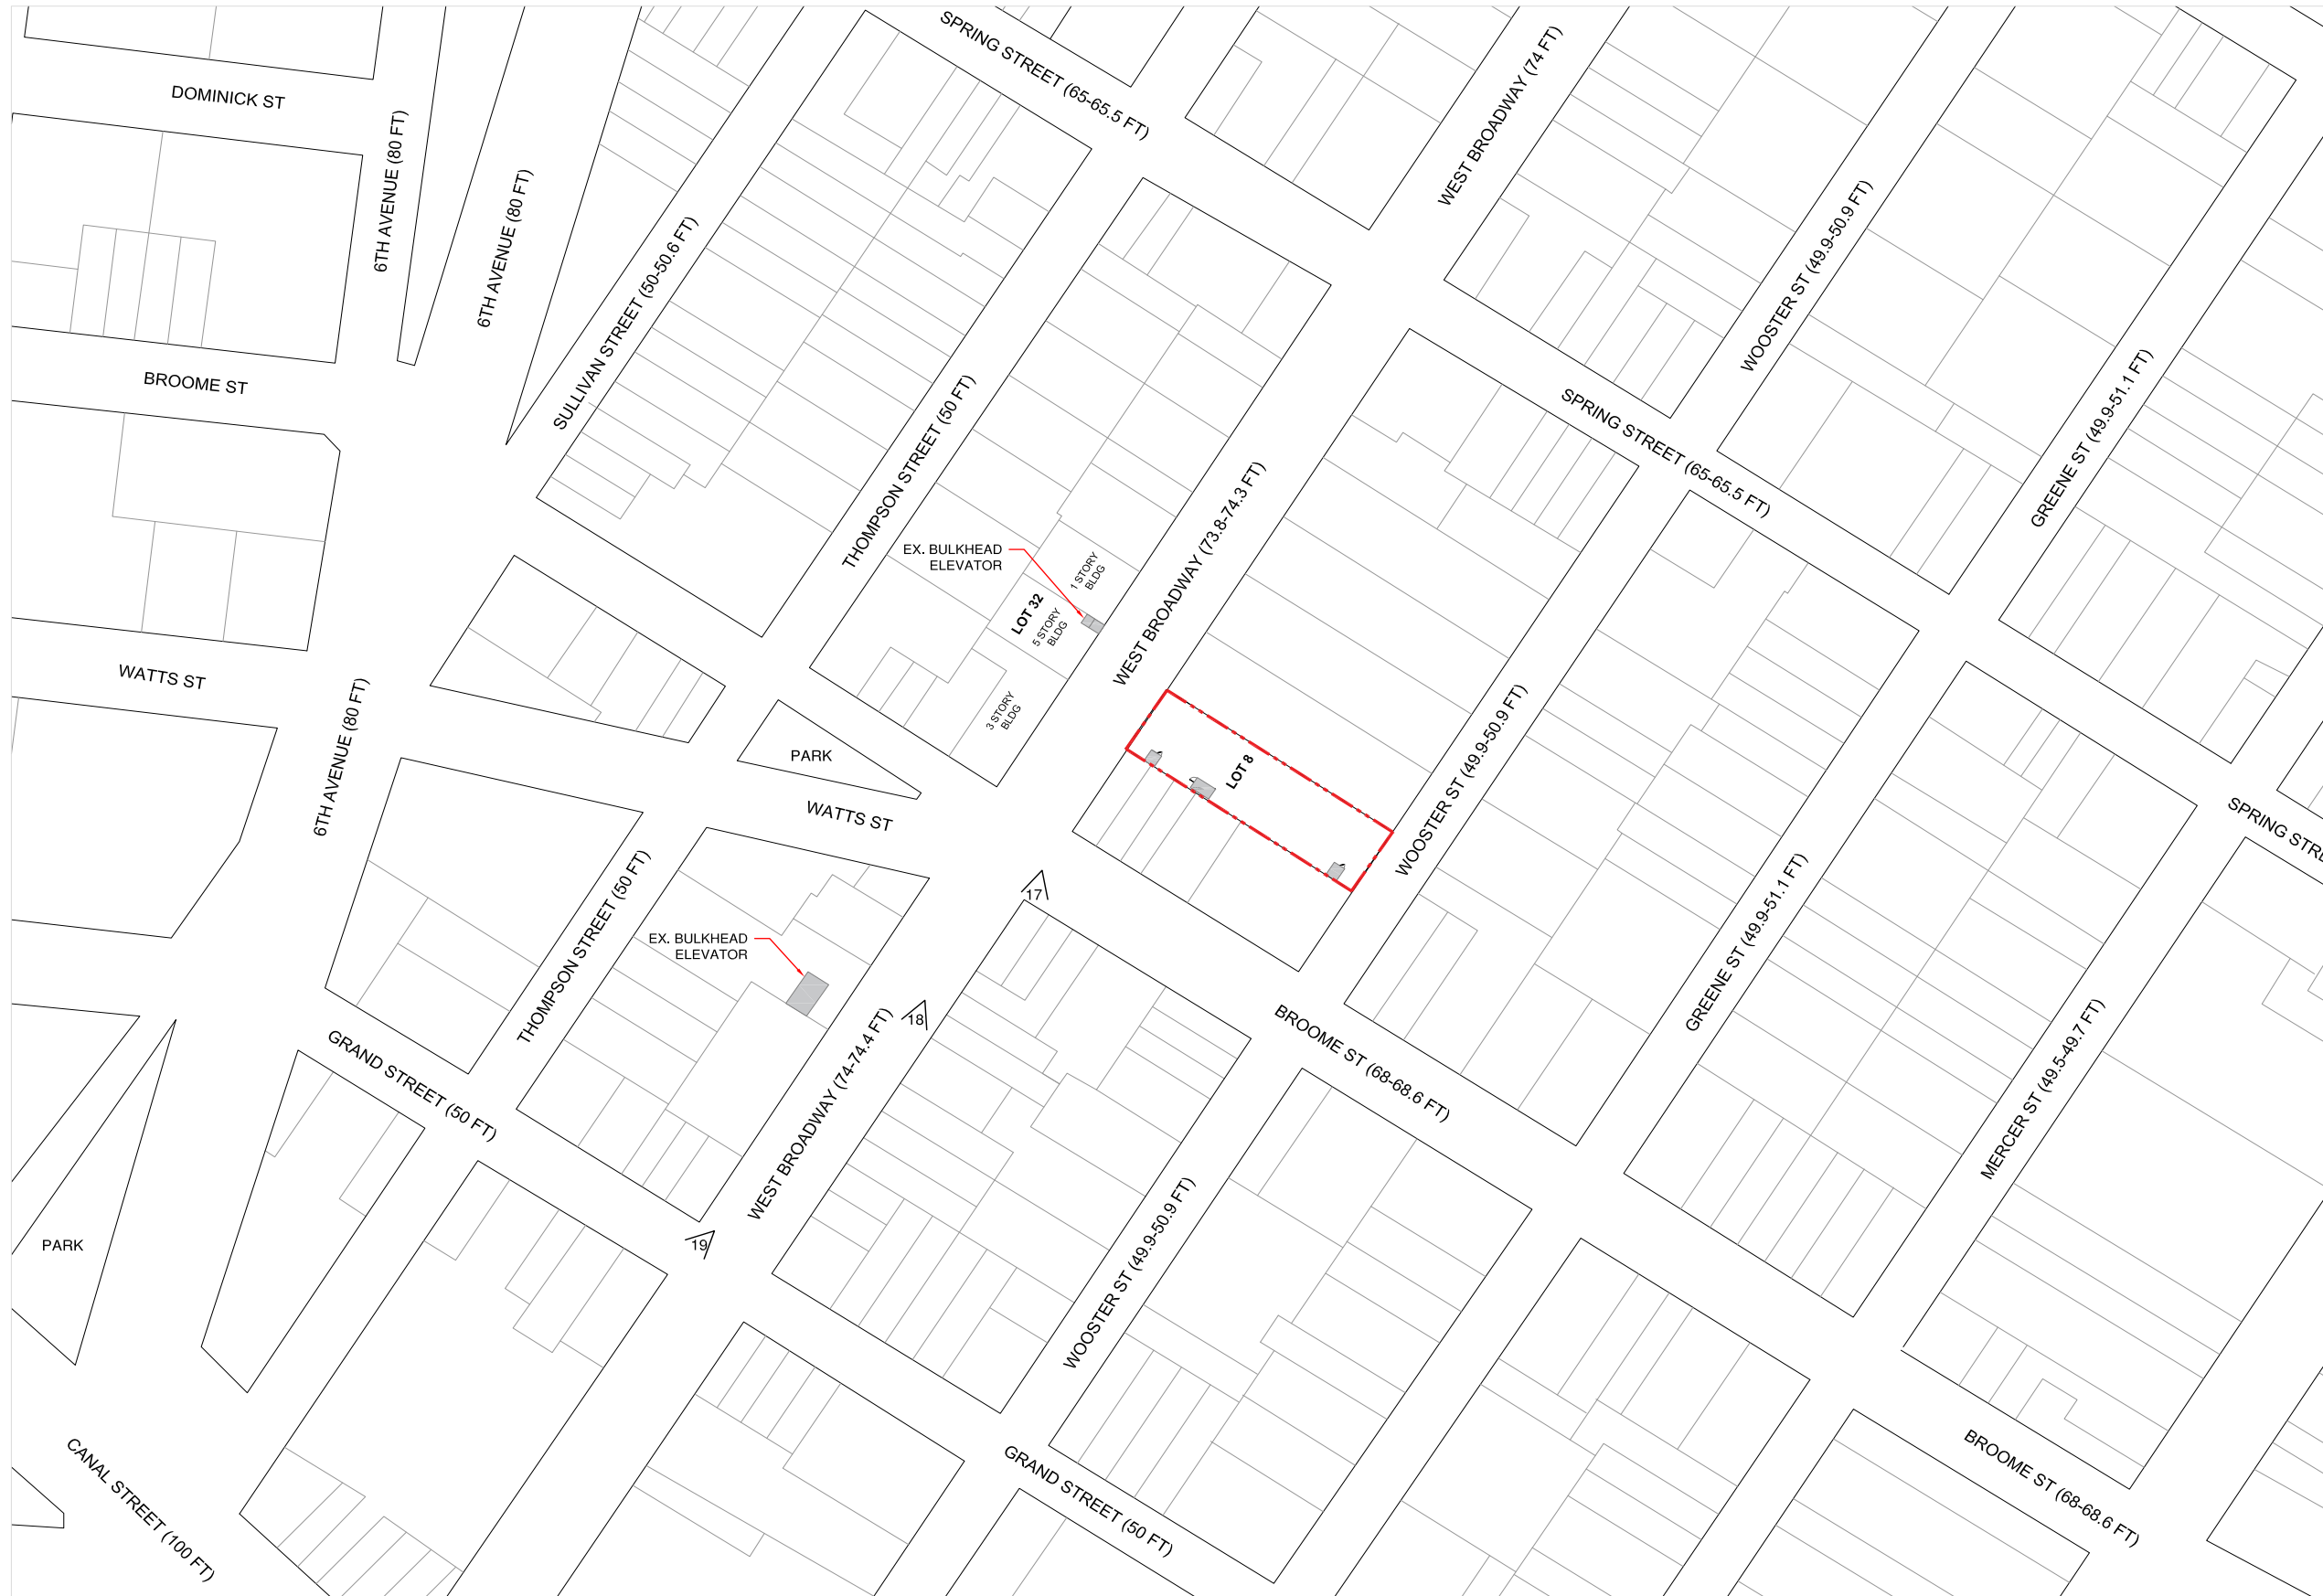 SPRING STREET (65-65.5 FT)
WEST BROADWAY (74 FT)
DOMINICK ST
6TH AVENUE (80 FT)
6TH AVENUE (80 FT)
SULLIVAN STREET (50-50.6 FT)
WOOSTER ST (49.9-50.9 FT)
BROOME ST
THOMPSON STREET (50 FT)
SPRING STREET (65-65.5 FT)
GREENE ST (49.9-51.1 FT)
WEST BROADWAY (73.8-74.3 FT)
EX. BULKHEAD
ELEVATOR
1 STORY
BLDG
LOT 32
5 STORY
BLDG
3 STORY
BLDG
WATTS ST
6TH AVENUE (80 FT)
PARK
WATTS ST
LOT 8
WOOSTER ST (49.9-50.9 FT)
SPRING STRE
THOMPSON STREET (50 FT)
17
EX. BULKHEAD
ELEVATOR
18
GREENE ST (49.9-51.1 FT)
GRAND STREET (50 FT)
WEST BROADWAY (74-74.4 FT)
BROOME ST (68-68.6 FT)
MERCER ST (49.5-49.7 FT)
19
PARK
WOOSTER ST (49.9-50.9 FT)
CANAL STREET (100 FT)
GRAND STREET (50 FT)
BROOME ST (68-68.6 FT)